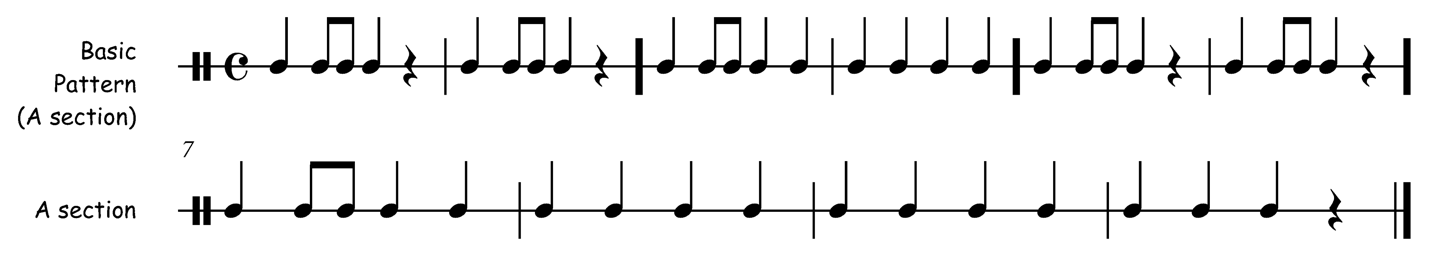 Basic
Pattern
(A section)
7
A section